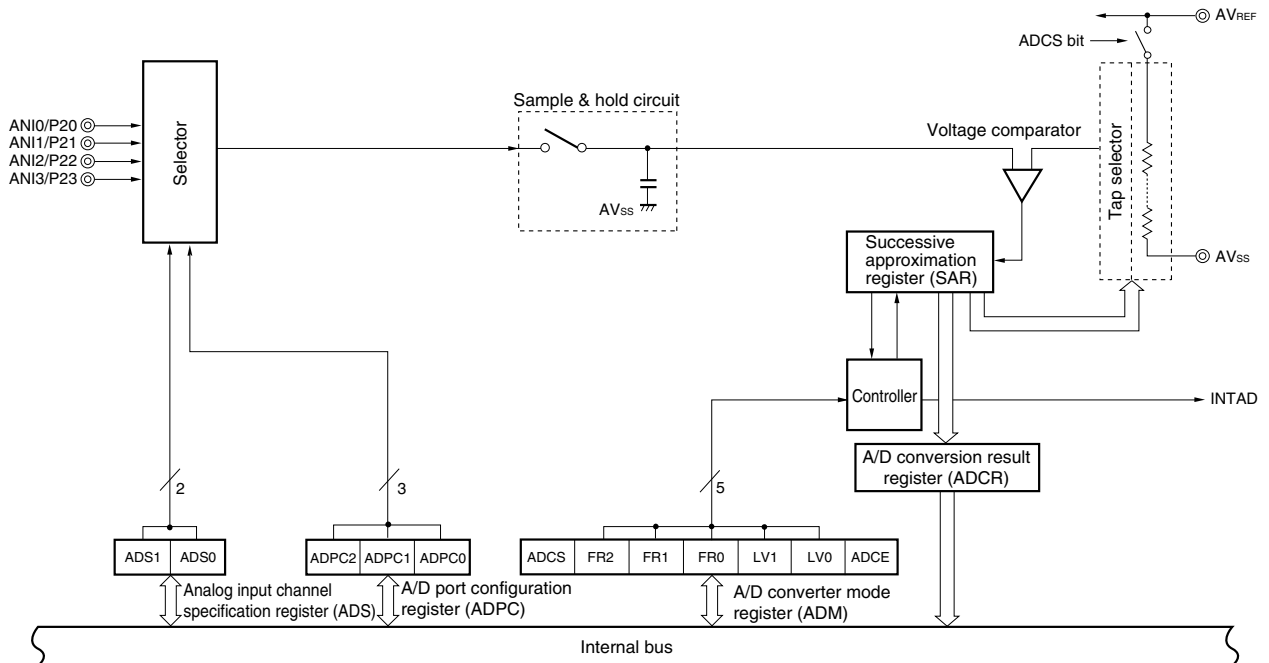 AVREF
ADCS bit
Sample & hold circuit
ANI0/P20
ANI1/P21
ANI2/P22
ANI3/P23
Selector
Voltage comparator
Tap selector
AVSS
Successive
approximation
register (SAR)
AVSS
Controller
INTAD
A/D conversion result
register (ADCR)
2
3
5
ADS1 ADS0
ADPC2 ADPC1 ADPC0
ADCS FR2 FR1 FR0 LV1 LV0 ADCE
Analog input channel
specification register (ADS)
A/D port configuration
register (ADPC)
A/D converter mode
register (ADM)
Internal bus